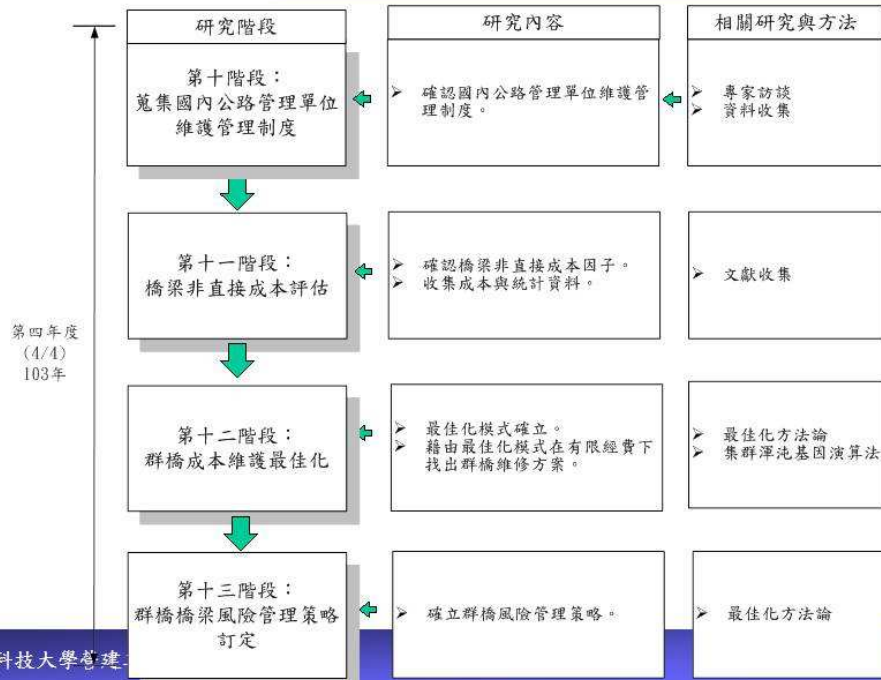 研究階段
研究內容
相關研究與方法
第十階段：
蒐集國內公路管理單位
維護管理制度
➢ 確認國內公路管理單位維護管
理制度。
➢ 專家訪談
➢ 資料收集
第十一階段：
橋梁非直接成本評估
➢ 確認橋梁非直接成本因子。
➢ 收集成本與統計資料。
➢ 文獻收集
第四年度
(4/4)
103年
第十二階段：
群橋成本維護最佳化
➢ 最佳化模式確立。
➢ 藉由最佳化模式在有限經費下
找出群橋維修方案。
➢ 最佳化方法論
➢ 集群渾沌基因演算法
第十三階段：
群橋橋梁風險管理策略
訂定
➢ 確立群橋風險管理策略。
➢ 最佳化方法論
科技大學營建